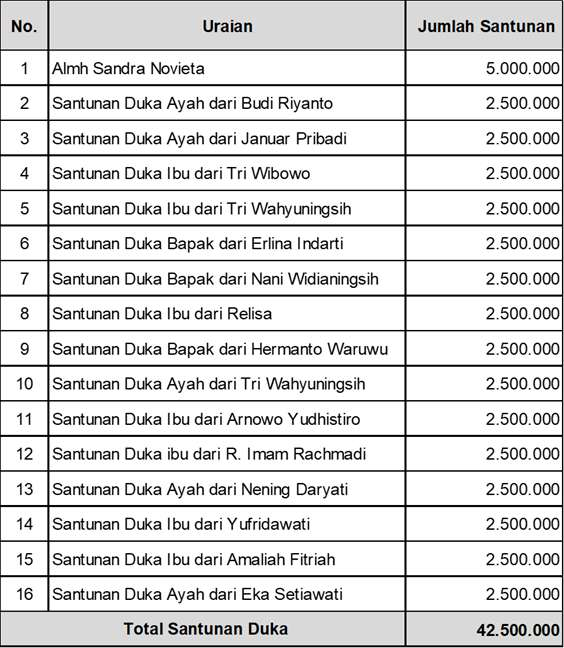 No. Uraian Jumlah Santunan
1 Almh Sandra Novieta 5.000.000
2 Santunan Duka Ayah dari Budi Riyanto 2.500.000
3 Santunan Duka Ayah dari Januar Pribadi 2.500.000
4 Santunan Duka Ibu dari Tri Wibowo 2.500.000
5 Santunan Duka Ibu dari Tri Wahyuningsih 2.500.000
6 Santunan Duka Bapak dari Erlina Indarti 2.500.000
7 Santunan Duka Bapak dari Nani Widianingsih 2.500.000
8 Santunan Duka Ibu dari Relisa 2.500.000
9 Santunan Duka Bapak dari Hermanto Waruwu 2.500.000
10 Santunan Duka Ayah dari Tri Wahyuningsih 2.500.000
11 Santunan Duka Ibu dari Arnowo Yudhistiro 2.500.000
12 Santunan Duka ibu dari R. Imam Rachmadi 2.500.000
13 Santunan Duka Ayah dari Nening Daryati 2.500.000
14 Santunan Duka Ibu dari Yufridawati 2.500.000
15 Santunan Duka Ibu dari Amaliah Fitriah 2.500.000
16 Santunan Duka Ayah dari Eka Setiawati 2.500.000
Total Santunan Duka 42.500.000